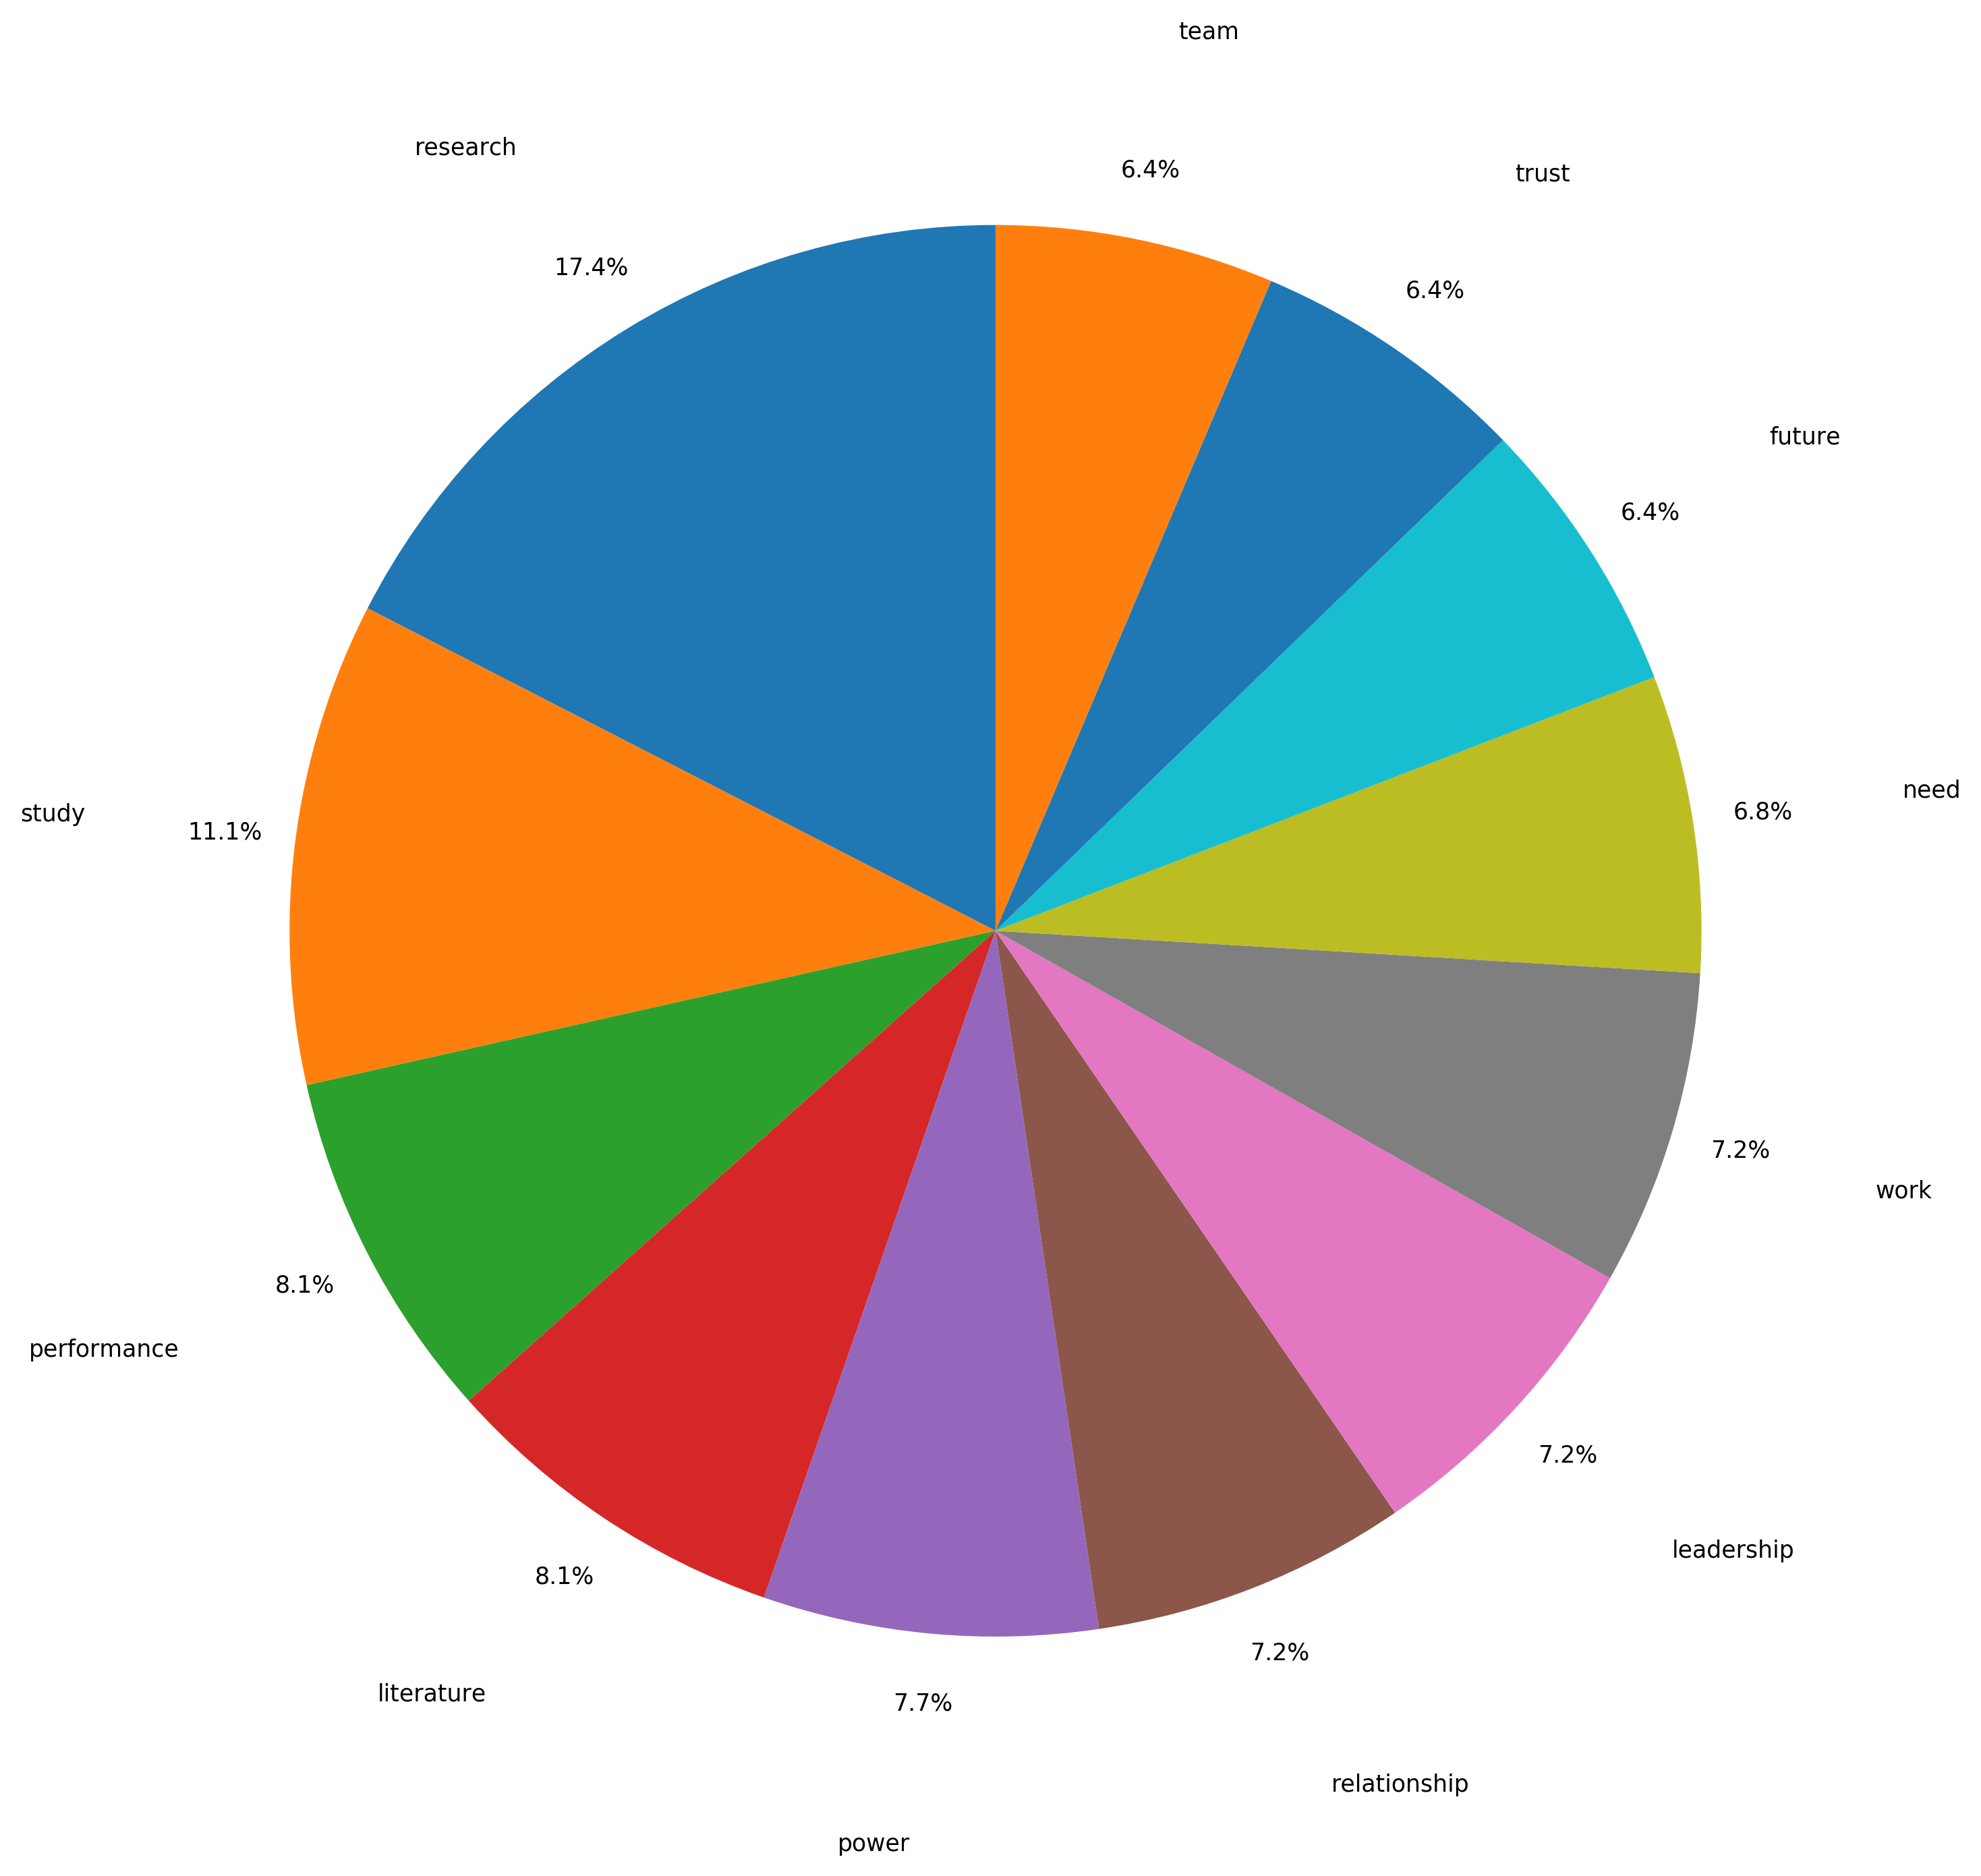 team
research
6.4%
trust
17.4%
6.4%
future
6.4%
need
6.8%
study
11.1%
7.2%
work
8.1%
performance
7.2%
leadership
8.1%
7.2%
literature
7.7%
relationship
power